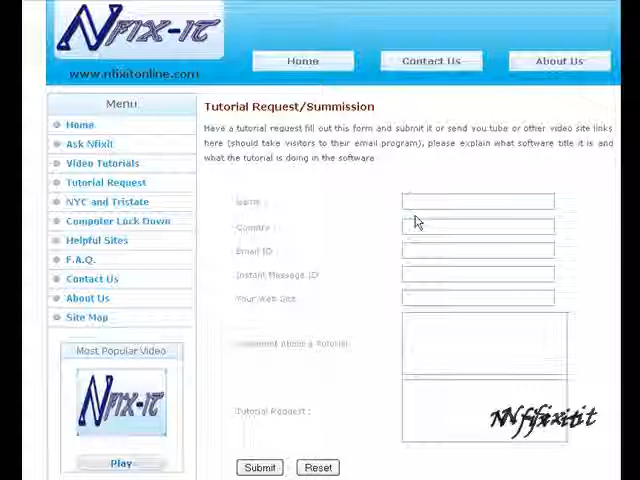 NFIX-IT
www.nfixitonline.com
Home
Contact Us
About Us
Menu
Home
Ask Nfixit
Video Tutorials
Tutorial Request
NYC and Tristate
Computer Lock Down
Helpful Sites
F.A.Q.
Contact Us
About Us
Site Map
Most Popular Video
NFIX-IT
Play
Tutorial Request/Summission
Have a tutorial request fill out this form and submit it or send you tube or other video site links
here (should take visitors to their email program), please explain what software title it is and
what the tutorial is doing in the software
Name :
Country :
Email ID :
Instant Message ID
Your Web Site
Tutorial
Tutorial Request :
Submit
Reset